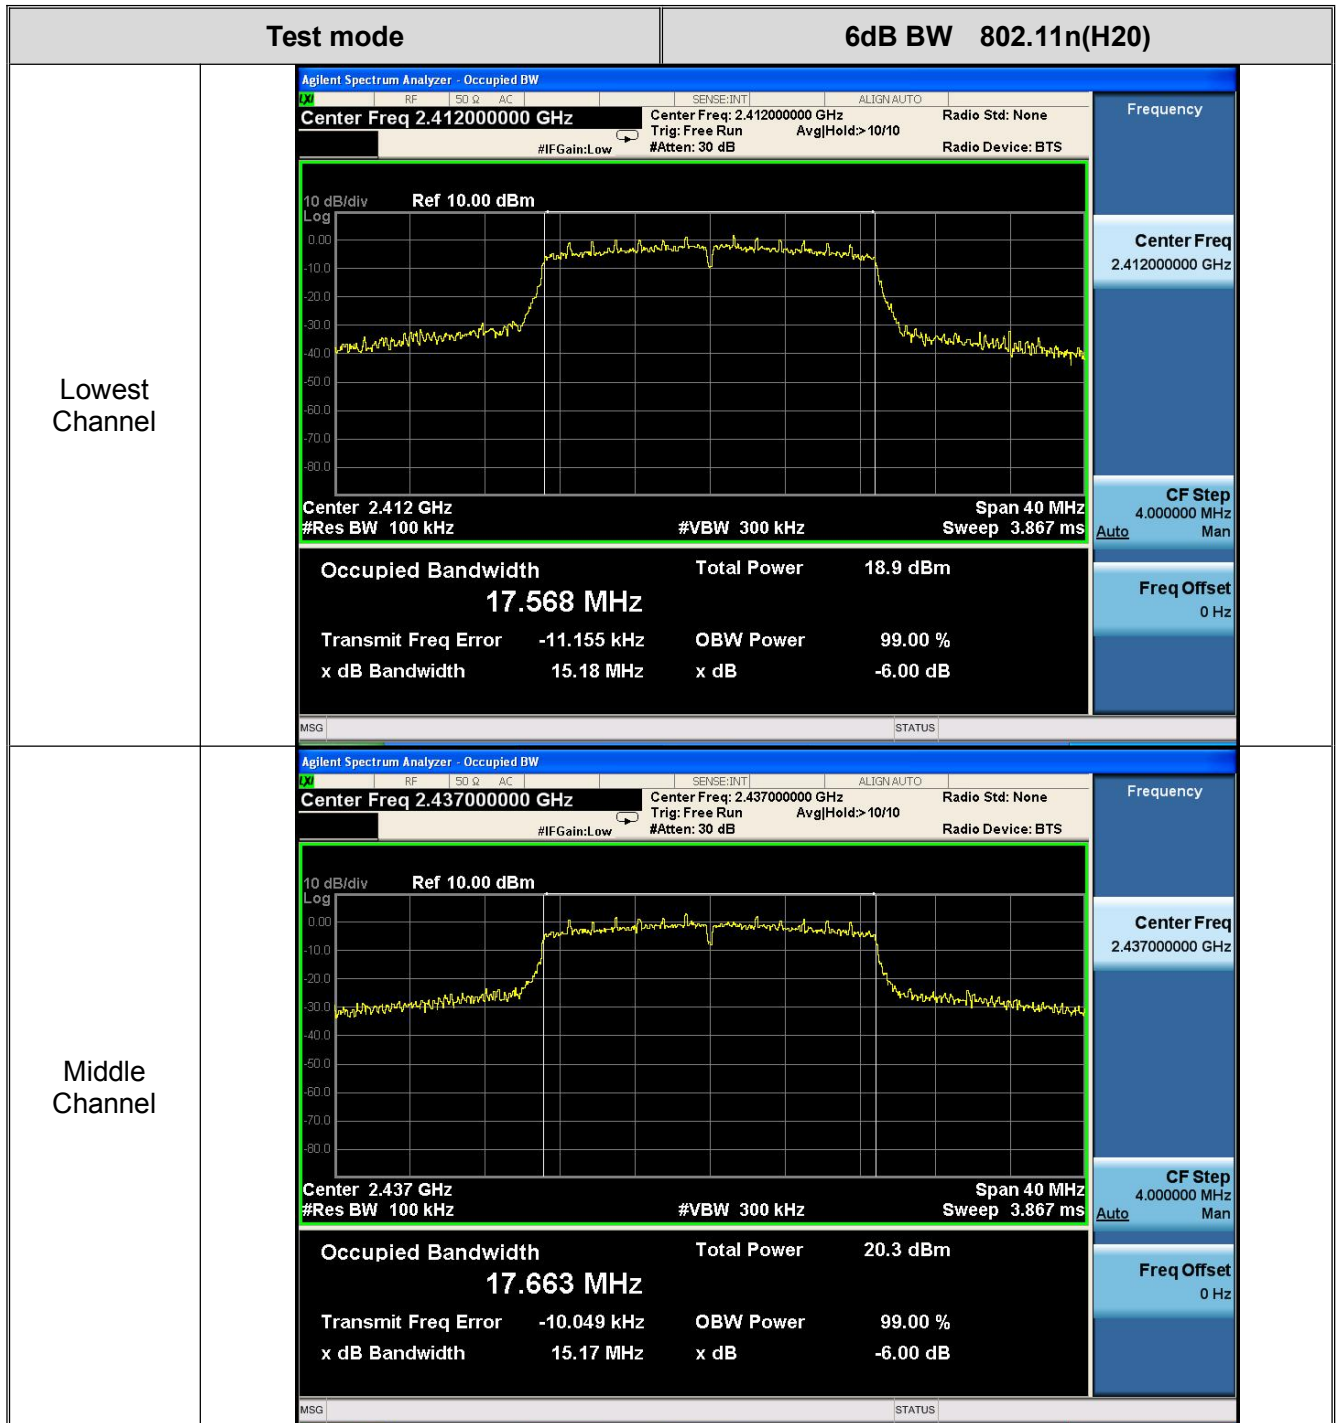 Test mode
6dB BW 802.11n(H20)
Lowest
Channel
Agilent Spectrum Analyzer - Occupied BW
LXI RF 50 Ω AC SENSE:INT ALIGN AUTO
Center Freq 2.412000000 GHz
Center Freq: 2.412000000 GHz
Radio Std: None
Trig: Free Run
Avg|Hold:> 10/10
#IFGain:Low
#Atten: 30 dB
Radio Device: BTS
10 dB/div
Ref 10.00 dBm
Log
0.00
-10.0
-20.0
-30.0
-40.0
-50.0
-60.0
-70.0
-80.0
Center 2.412 GHz
Span 40 MHz
#Res BW 100 kHz
#VBW 300 kHz
Sweep 3.867 ms
Occupied Bandwidth
Total Power 18.9 dBm
17.568 MHz
Transmit Freq Error -11.155 kHz
OBW Power 99.00 %
x dB Bandwidth 15.18 MHz
x dB -6.00 dB
MSG
STATUS
Frequency
Center Freq
2.412000000 GHz
CF Step
4.000000 MHz
Auto Man
Freq Offset
0 Hz
Middle
Channel
Agilent Spectrum Analyzer - Occupied BW
LXI RF 50 Ω AC SENSE:INT ALIGN AUTO
Center Freq 2.437000000 GHz
Center Freq: 2.437000000 GHz
Radio Std: None
Trig: Free Run
Avg|Hold:> 10/10
#IFGain:Low
#Atten: 30 dB
Radio Device: BTS
10 dB/div
Ref 10.00 dBm
Log
0.00
-10.0
-20.0
-30.0
-40.0
-50.0
-60.0
-70.0
-80.0
Center 2.437 GHz
Span 40 MHz
#Res BW 100 kHz
#VBW 300 kHz
Sweep 3.867 ms
Occupied Bandwidth
Total Power 20.3 dBm
17.663 MHz
Transmit Freq Error -10.049 kHz
OBW Power 99.00 %
x dB Bandwidth 15.17 MHz
x dB -6.00 dB
MSG
STATUS
Frequency
Center Freq
2.437000000 GHz
CF Step
4.000000 MHz
Auto Man
Freq Offset
0 Hz